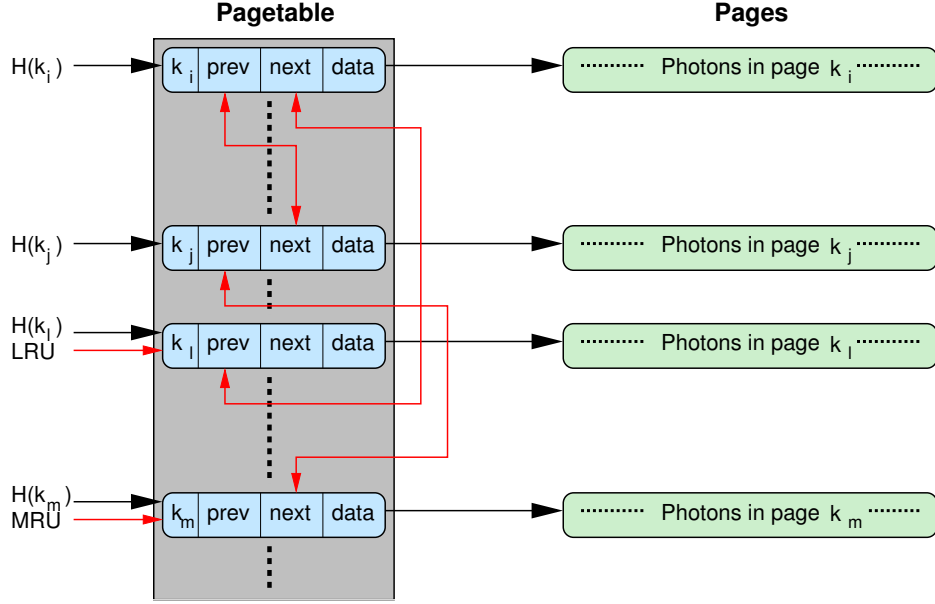 Pagetable Pages
H(k_i) k_i prev next data ·········· Photons in page k_i ··········
H(k_j) k_j prev next data ·········· Photons in page k_j ··········
H(k_l) k_l prev next data ·········· Photons in page k_l ··········
LRU
H(k_m) k_m prev next data ·········· Photons in page k_m ··········
MRU